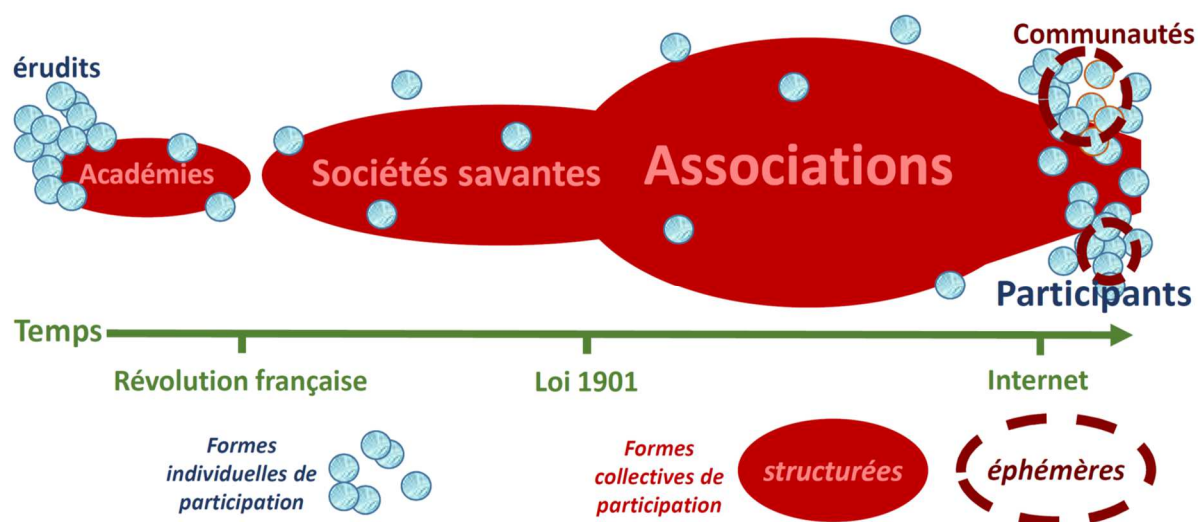 Communautés
érudits
Académies
Sociétés savantes
Associations
Participants
Temps
Révolution française
Loi 1901
Internet
Formes
individuelles de
participation
Formes
collectives de
participation
structurées
éphémères